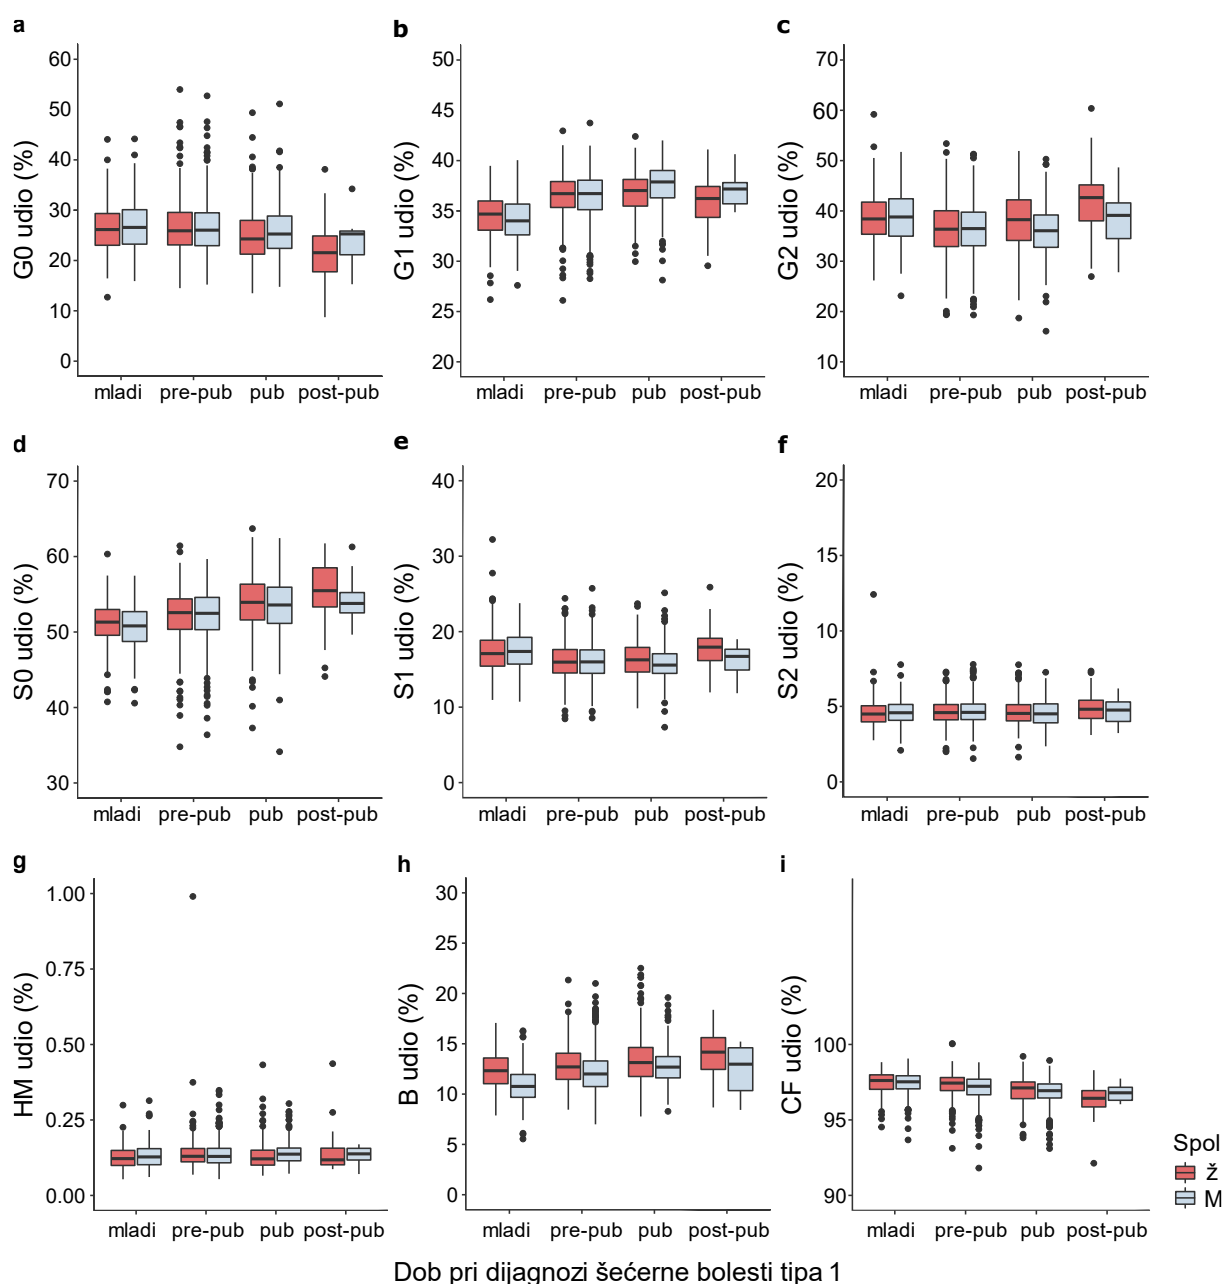 a
G0 udio (%)
60
50
40
30
20
10
0
mladi pre-pub pub post-pub
b
G1 udio (%)
50
45
40
35
30
25
20
mladi pre-pub pub post-pub
c
G2 udio (%)
70
60
50
40
30
20
10
mladi pre-pub pub post-pub
d
S0 udio (%)
70
60
50
40
30
mladi pre-pub pub post-pub
e
S1 udio (%)
40
30
20
10
0
mladi pre-pub pub post-pub
f
S2 udio (%)
20
15
10
5
0
mladi pre-pub pub post-pub
g
HM udio (%)
1.00
0.75
0.50
0.25
0.00
mladi pre-pub pub post-pub
h
B udio (%)
30
25
20
15
10
5
0
mladi pre-pub pub post-pub
i
CF udio (%)
100
95
90
mladi pre-pub pub post-pub
Spol
ž
M
Dob pri dijagnozi šećerne bolesti tipa 1